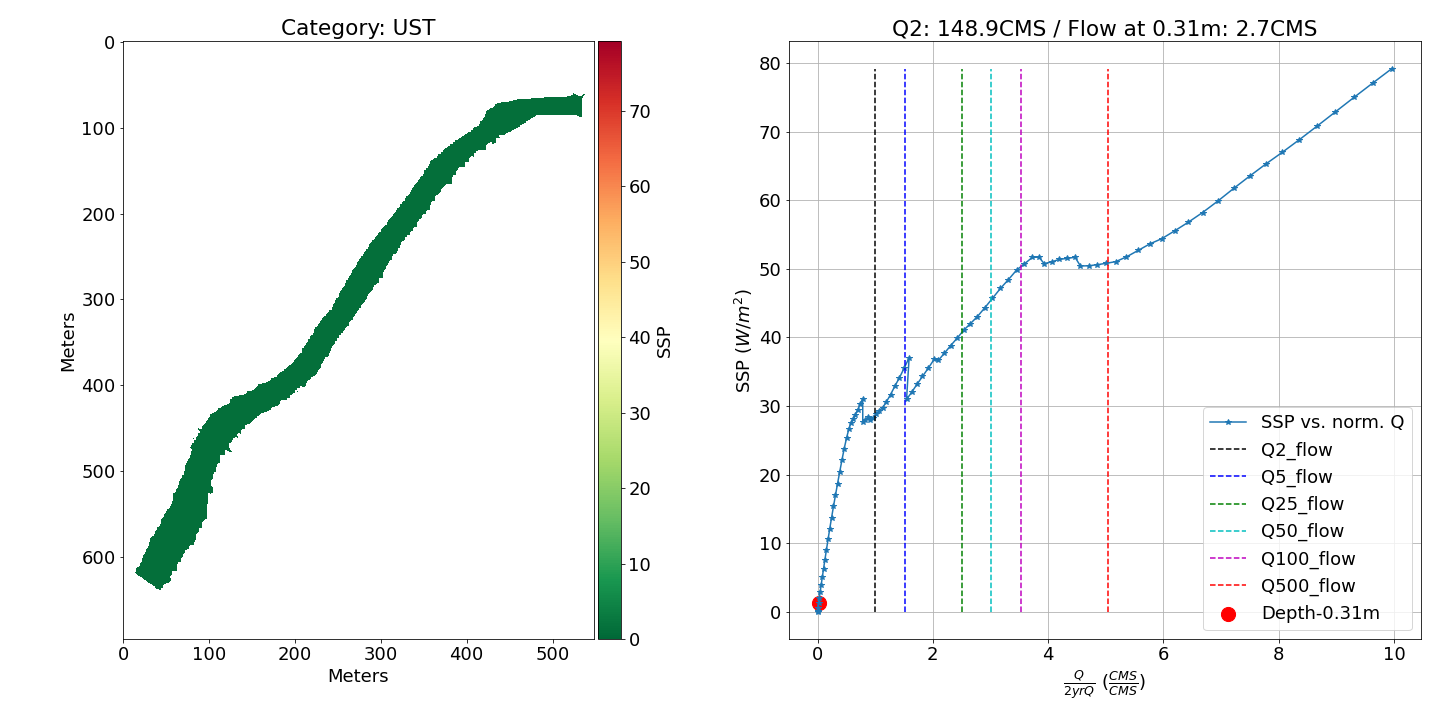 Category: UST
0
100
200
300
400
500
600
Meters
0 100 200 300 400 500
Meters
70
60
50
40
30
20
10
0
SSP
Q2: 148.9CMS / Flow at 0.31m: 2.7CMS
80
70
60
50
40
30
20
10
0
SSP (W/m²)
0 2 4 6 8 10
Q/2yrQ (CMS/CMS)
SSP vs. norm. Q
Q2_flow
Q5_flow
Q25_flow
Q50_flow
Q100_flow
Q500_flow
Depth-0.31m